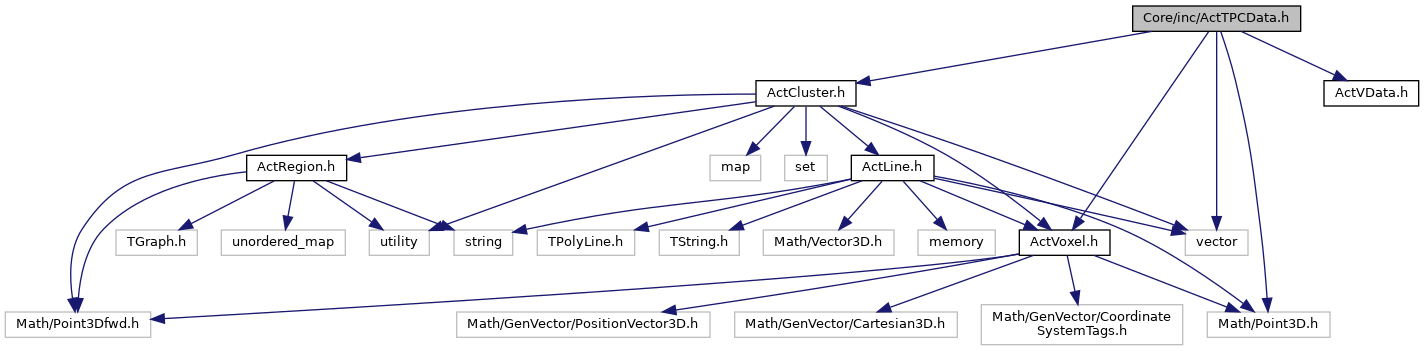 Core/inc/ActTPCData.h
ActCluster.h
ActVData.h
ActRegion.h
map
set
ActLine.h
TGraph.h
unordered_map
utility
string
TPolyLine.h
TString.h
Math/Vector3D.h
memory
ActVoxel.h
vector
Math/Point3Dfwd.h
Math/GenVector/PositionVector3D.h
Math/GenVector/Cartesian3D.h
Math/GenVector/Coordinate
SystemTags.h
Math/Point3D.h